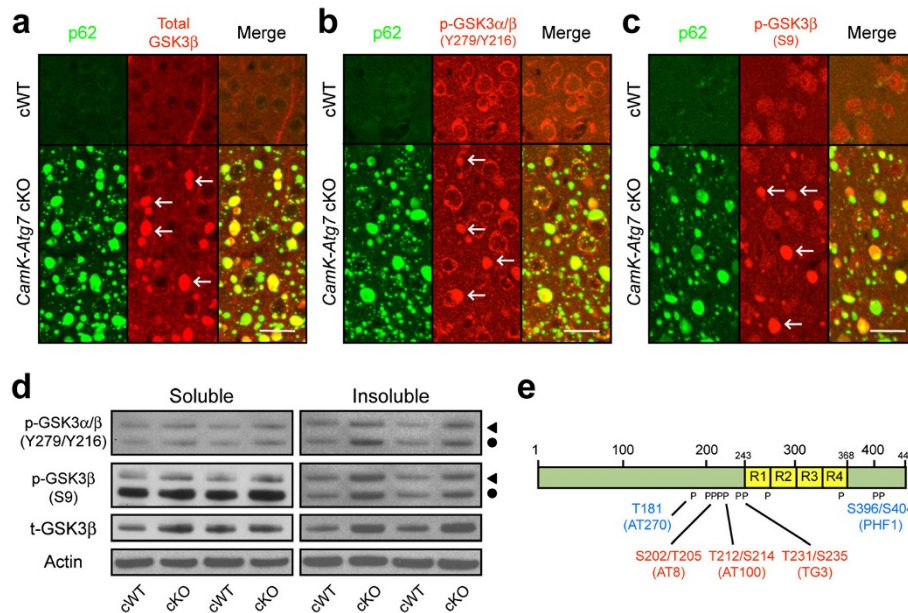 a
p62
Total
GSK3β
Merge
cWT
CamK-Atg7 cKO
b
p62
p-GSK3α/β
(Y279/Y216)
Merge
c
p62
p-GSK3β
(S9)
Merge
cWT
CamK-Atg7 cKO
cWT
CamK-Atg7 cKO
d
Soluble
Insoluble
p-GSK3α/β
(Y279/Y216)
p-GSK3β
(S9)
t-GSK3β
Actin
cWT
cKO
cWT
cKO
cWT
cKO
cWT
cKO
e
1
100
200
243
300
368
400
44
R1
R2
R3
R4
P
PPPP
PP
P
P
PP
T181
(AT270)
S396/S404
(PHF1)
S202/T205
(AT8)
T212/S214
(AT100)
T231/S235
(TG3)